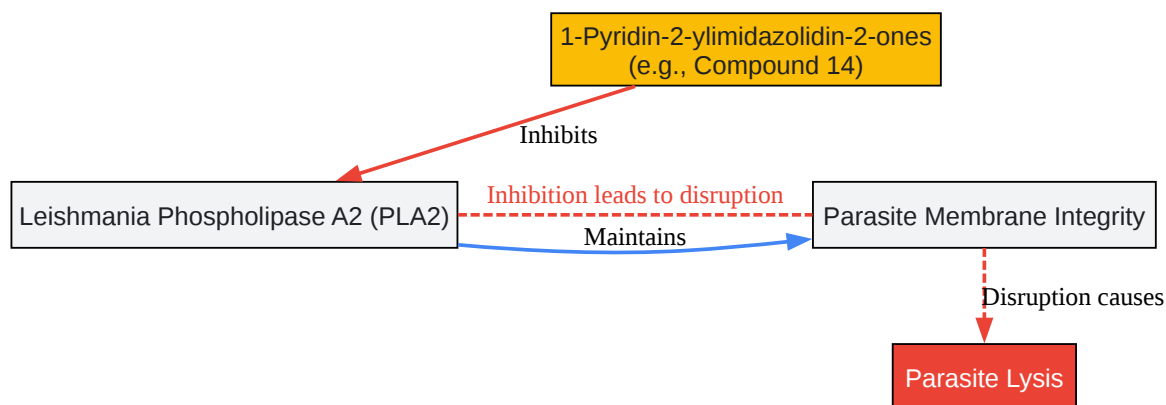 1-Pyridin-2-ylimidazolidin-2-ones
(e.g., Compound 14)
Inhibits
Leishmania Phospholipase A2 (PLA2)
Inhibition leads to disruption
Maintains
Parasite Membrane Integrity
Disruption causes
Parasite Lysis